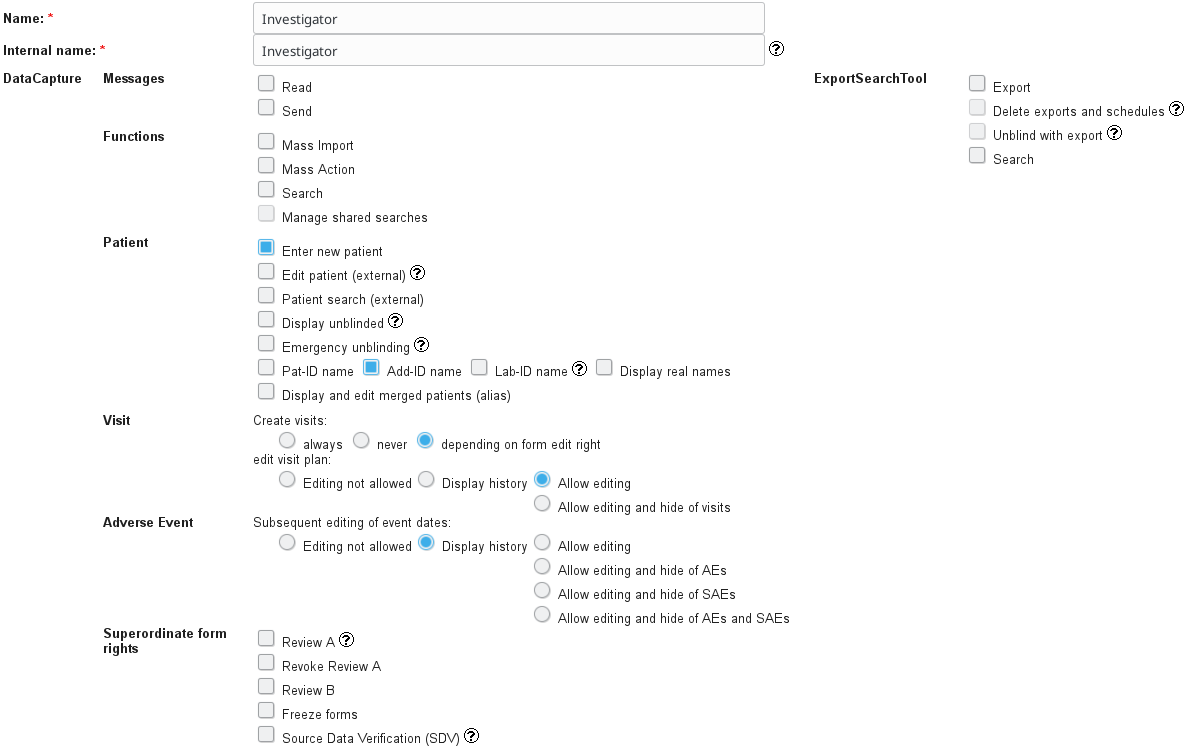 Name: * Investigator
Internal name: * Investigator ?
DataCapture Messages Read ExportSearchTool Export
Send Delete exports and schedules ?
Functions Mass Import Unblind with export ?
Mass Action Search
Search
Manage shared searches
Patient Enter new patient
Edit patient (external) ?
Patient search (external)
Display unblinded ?
Emergency unblinding ?
Pat-ID name Add-ID name Lab-ID name ? Display real names
Display and edit merged patients (alias)
Visit Create visits:
always never depending on form edit right
edit visit plan:
Editing not allowed Display history Allow editing
Allow editing and hide of visits
Adverse Event Subsequent editing of event dates:
Editing not allowed Display history Allow editing
Allow editing and hide of AEs
Allow editing and hide of SAEs
Allow editing and hide of AEs and SAEs
Superordinate form rights Review A ?
Revoke Review A
Review B
Freeze forms
Source Data Verification (SDV) ?